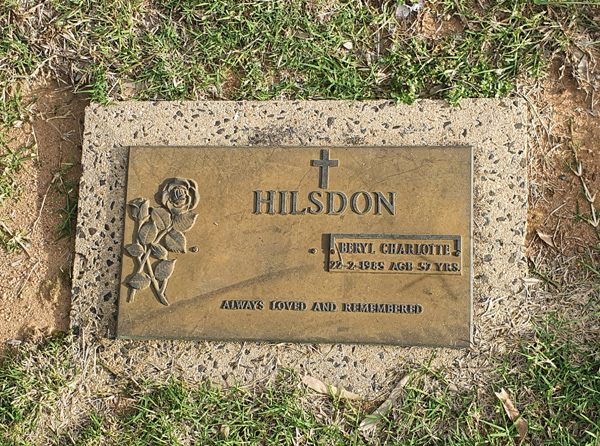 HILSDON
BERYL CHARLOTTE
22-2-1985 AGE 57 YRS.
ALWAYS LOVED AND REMEMBERED